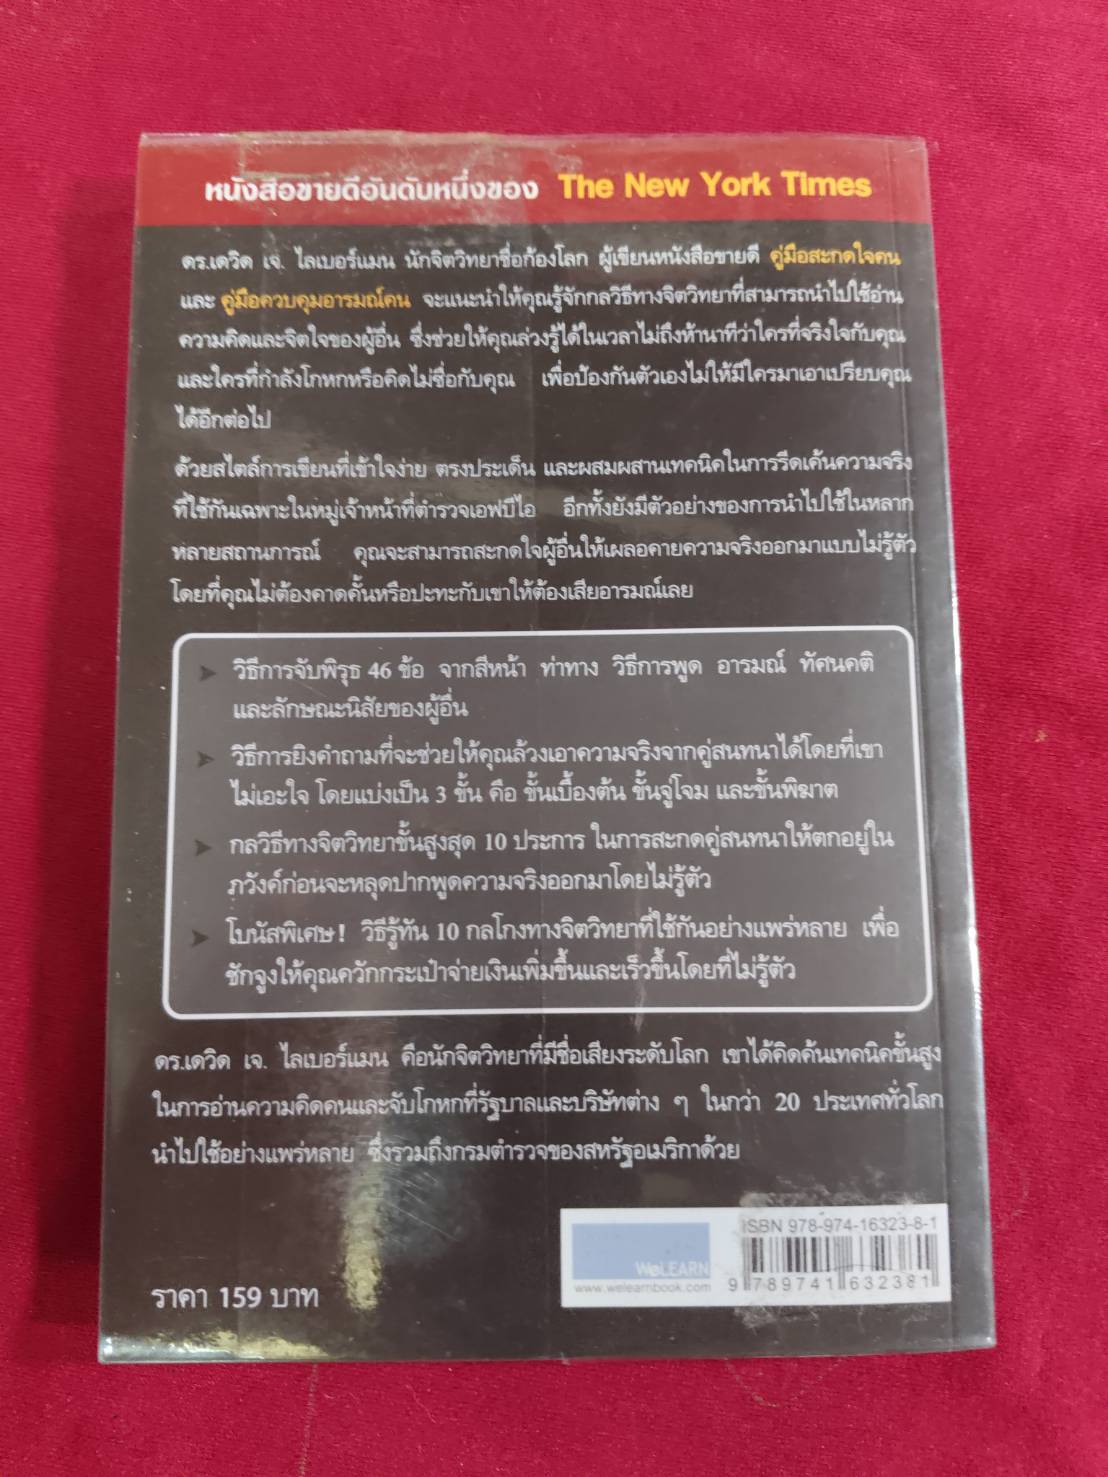 หนังสือขายดีอันดับหนึ่งของ The New York Times
ดร.เดวิด เจ. ไลเบอร์แมน นักจิตวิทยาชื่อก้องโลก ผู้เขียนหนังสือขายดี คู่มือสะกดใจคน
และ คู่มือควบคุมอารมณ์คน จะแนะนำให้คุณรู้จักกลวิธีทางจิตวิทยาที่สามารถนำไปใช้อ่าน
ความคิดและจิตใจของผู้อื่น ซึ่งช่วยให้คุณล่วงรู้ได้ในเวลาไม่ถึงห้านาทีว่าใครที่จริงใจกับคุณ
และใครที่กำลังโกหกหรือคิดไม่ซื่อกับคุณ เพื่อป้องกันตัวเองไม่ให้มีใครมาเอาเปรียบคุณ
ได้อีกต่อไป
ด้วยสไตล์การเขียนที่เข้าใจง่าย ตรงประเด็น และผสมผสานเทคนิคในการรีดเค้นความจริง
ที่ใช้กันเฉพาะในหมู่เจ้าหน้าที่ตำรวจเอฟบีไอ อีกทั้งยังมีตัวอย่างของการนำไปใช้ในหลาก
หลายสถานการณ์ คุณจะสามารถสะกดใจผู้อื่นให้เผลอคายความจริงออกมาแบบไม่รู้ตัว
โดยที่คุณไม่ต้องคาดคั้นหรือปะทะกับเขาให้ต้องเสียอารมณ์เลย
➤ วิธีการจับพิรุธ 46 ข้อ จากสีหน้า ท่าทาง วิธีการพูด อารมณ์ ทัศนคติ
และลักษณะนิสัยของผู้อื่น
➤ วิธีการยิงคำถามที่จะช่วยให้คุณล้วงเอาความจริงจากคู่สนทนาได้โดยที่เขา
ไม่เอะใจ โดยแบ่งเป็น 3 ขั้น คือ ขั้นเบื้องต้น ขั้นจู่โจม และขั้นพิฆาต
➤ กลวิธีทางจิตวิทยาขั้นสูงสุด 10 ประการ ในการสะกดคู่สนทนาให้ตกอยู่ใน
ภวังค์ก่อนจะหลุดปากพูดความจริงออกมาโดยไม่รู้ตัว
➤ โบนัสพิเศษ! วิธีรู้ทัน 10 กลโกงทางจิตวิทยาที่ใช้กันอย่างแพร่หลาย เพื่อ
ชักจูงให้คุณควักกระเป๋าจ่ายเงินเพิ่มขึ้นและเร็วขึ้นโดยที่ไม่รู้ตัว
ดร.เดวิด เจ. ไลเบอร์แมน คือนักจิตวิทยาที่มีชื่อเสียงระดับโลก เขาได้คิดค้นเทคนิคขั้นสูง
ในการอ่านความคิดคนและจับโกหกที่รัฐบาลและบริษัทต่าง ๆ ในกว่า 20 ประเทศทั่วโลก
นำไปใช้อย่างแพร่หลาย ซึ่งรวมถึงกรมตำรวจของสหรัฐอเมริกาด้วย
ISBN 978-974-16323-8-1
WeLEARN
www.welearnbook.com
9 789741 632381
ราคา 159 บาท